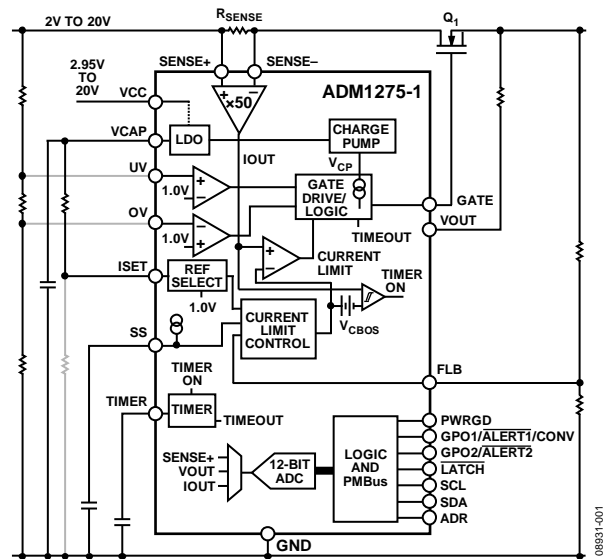 RSENSE
Q1
2V TO 20V
SENSE+
SENSE–
2.95V
TO
20V
VCC
+
–
×50
ADM1275-1
VCAP
LDO
CHARGE
PUMP
IOUT
VCP
UV
1.0V
+
–
GATE
DRIVE/
LOGIC
GATE
OV
1.0V
–
+
VOUT
TIMEOUT
+
–
CURRENT
LIMIT
ISET
REF
SELECT
1.0V
TIMER
ON
VCBOS
CURRENT
LIMIT
CONTROL
SS
FLB
TIMER
ON
TIMER
TIMER
TIMEOUT
PWRGD
GPO1/ALERT1/CONV
GPO2/ALERT2
LATCH
SCL
SDA
ADR
LOGIC
AND
PMBus
SENSE+
VOUT
IOUT
12-BIT
ADC
GND
08931-001